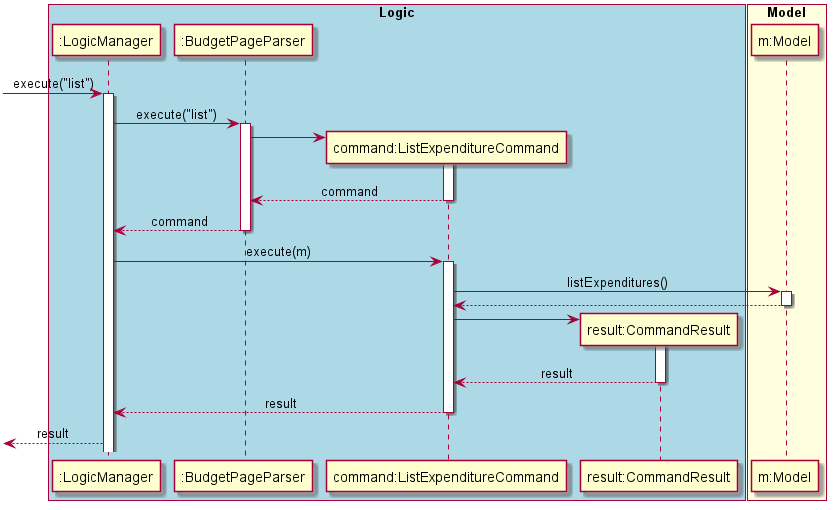 Logic
Model
:LogicManager
:BudgetPageParser
m:Model
execute("list")
execute("list")
command:ListExpenditureCommand
command
command
execute(m)
listExpenditures()
result:CommandResult
result
result
result
:LogicManager
:BudgetPageParser
command:ListExpenditureCommand
result:CommandResult
m:Model